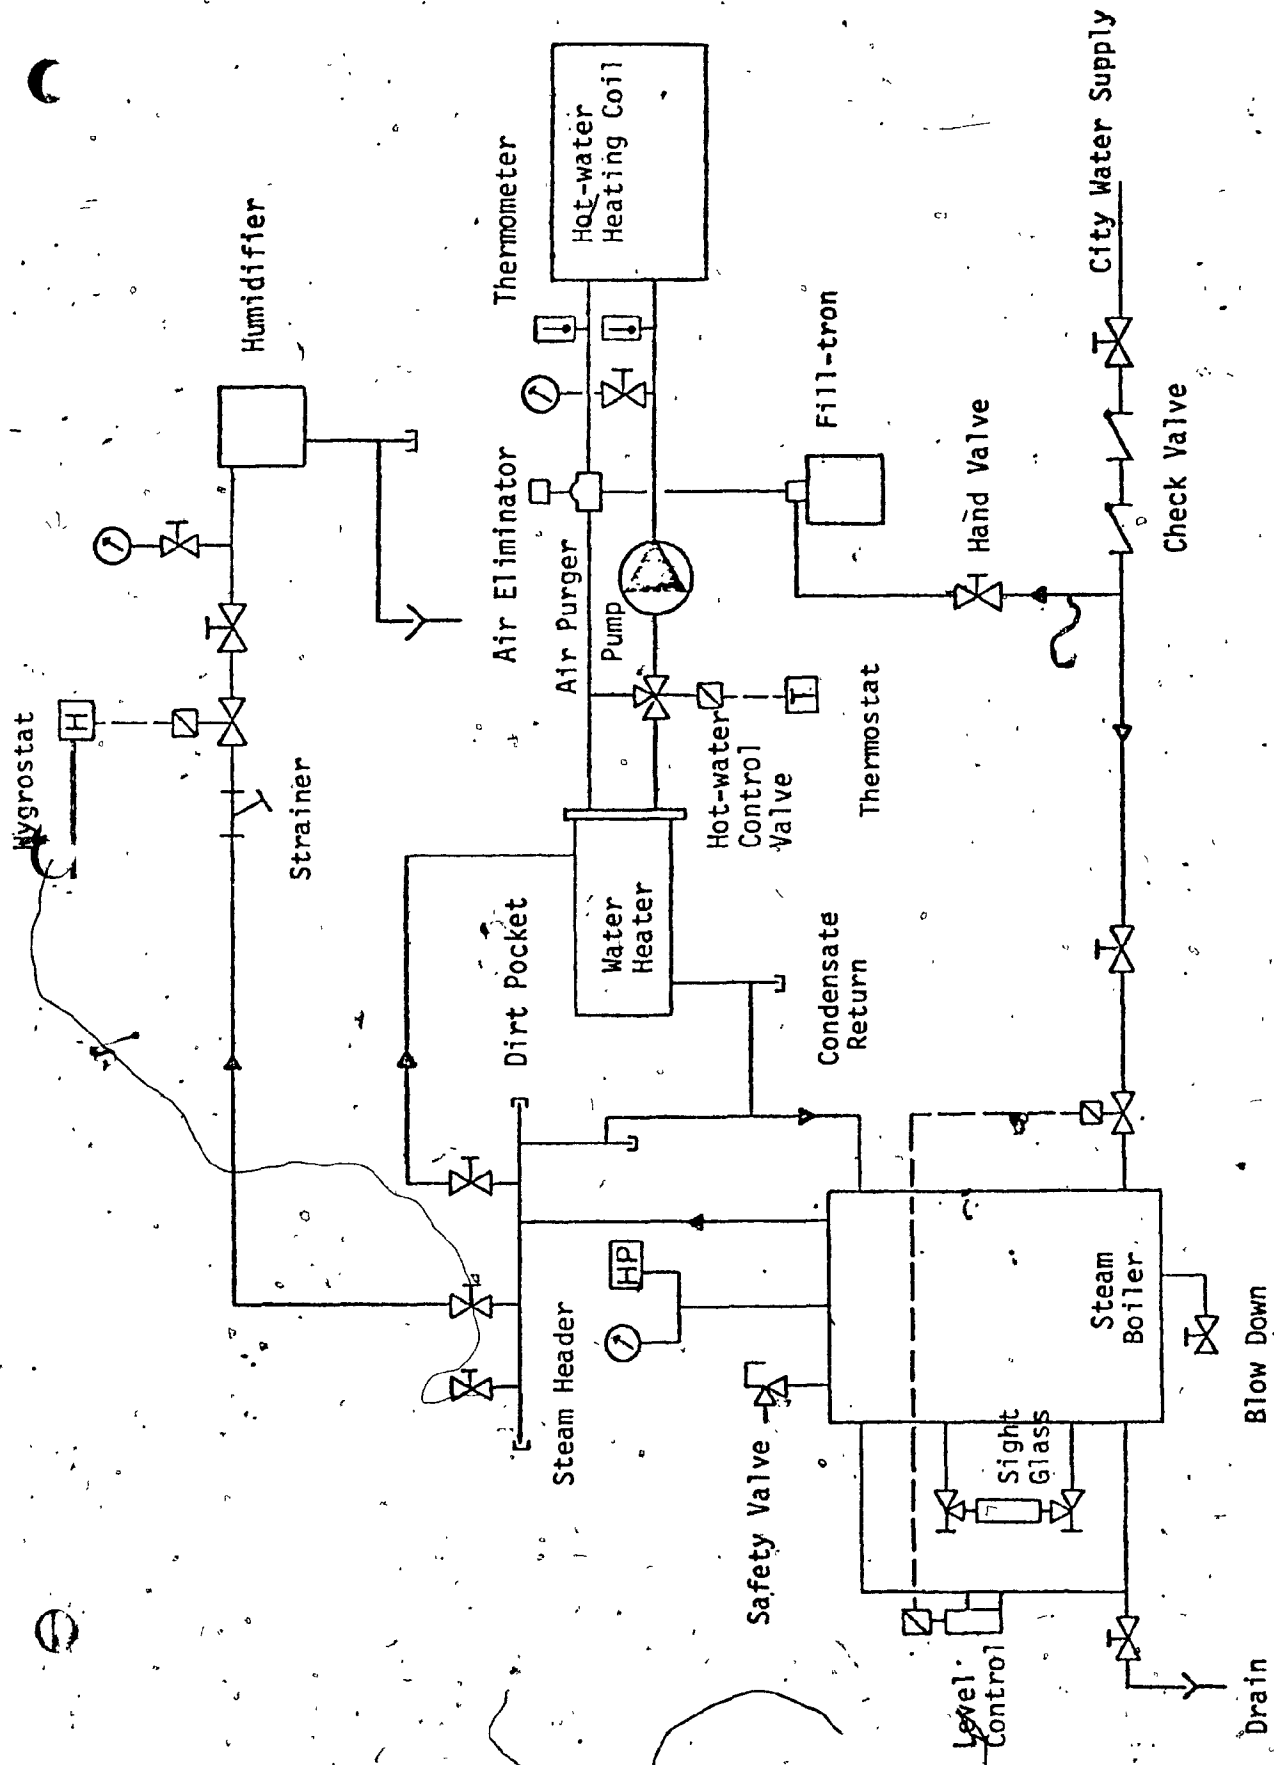 Wygrostat
H
Humidifier
Strainer
Thermometer
Hot-water
Heating Coil
Air Eliminator
Air Purger
Pump
Fill-tron
Hand Valve
City Water Supply
Check Valve
Hot-water
Control
Valve
T
Thermostat
Dirt Pocket
Water
Heater
Condensate
Return
Steam Header
HP
Safety Valve
Steam
Boiler
Sight
Glass
Blow Down
Level
Control
Drain